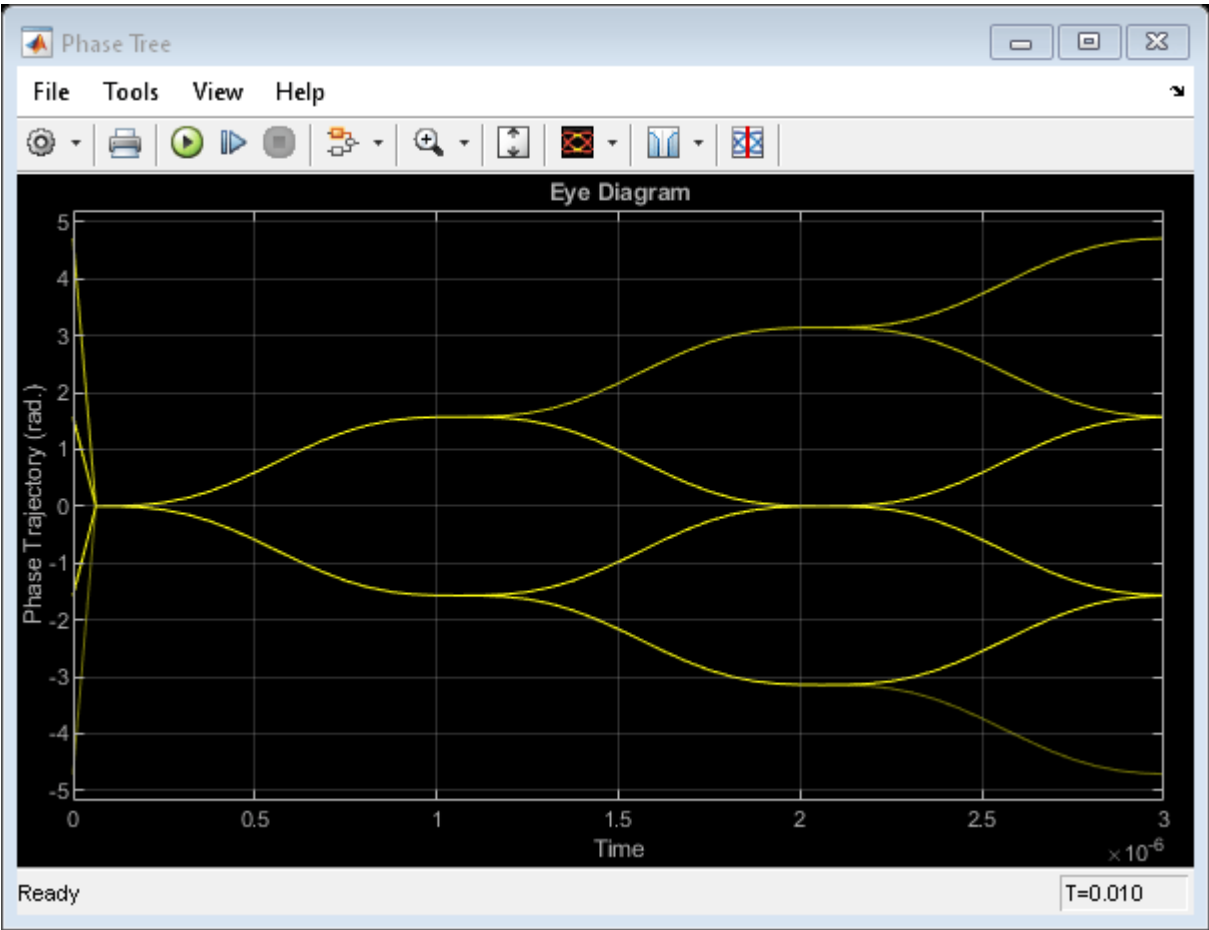 Phase Tree
File Tools View Help
Eye Diagram
5
4
3
2
1
0
-1
-2
-3
-4
-5
Phase Trajectory (rad.)
0 0.5 1 1.5 2 2.5 3
Time
×10-6
Ready T=0.010